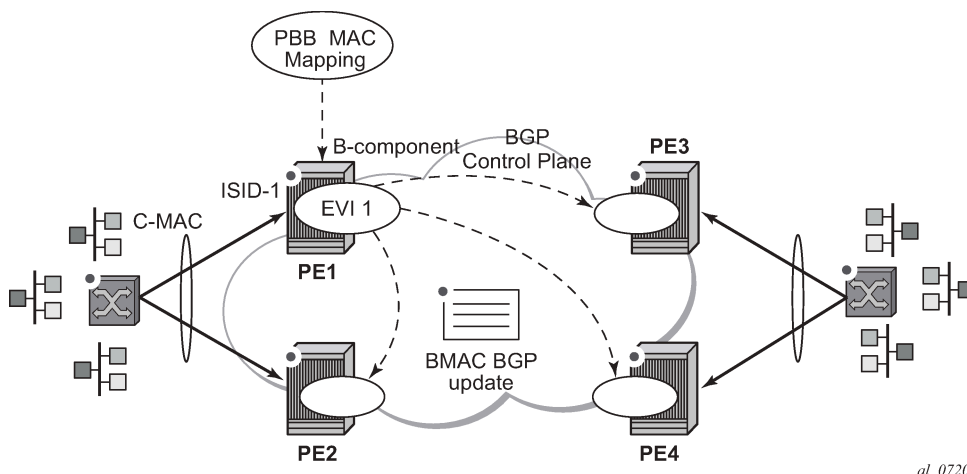 PBB MAC
Mapping
B-component
BGP
Control Plane
PE3
ISID-1
EVI 1
C-MAC
PE1
BMAC BGP
update
PE2
PE4
al_0720